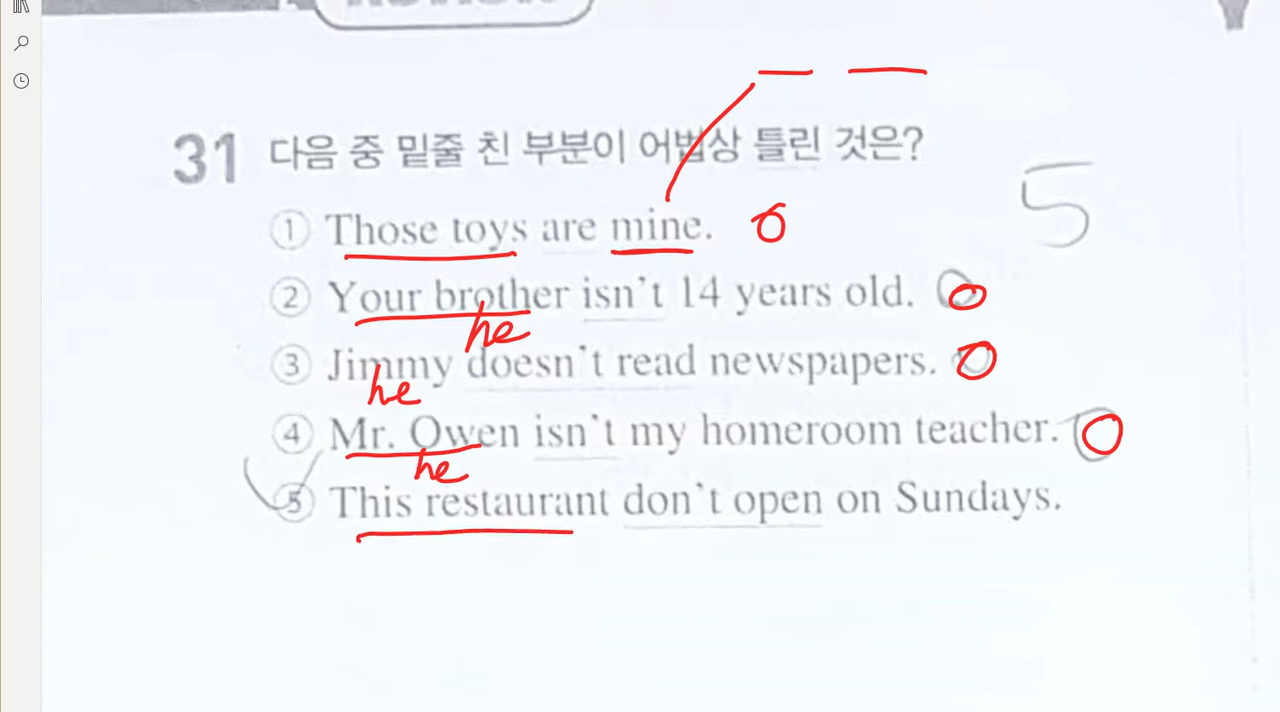 31 다음 중 밑줄 친 부분이 어법상 틀린 것은?
5
① Those toys are mine.
② Your brother isn't 14 years old.
he
③ Jimmy doesn't read newspapers.
he
④ Mr. Owen isn't my homeroom teacher.
he
⑤ This restaurant don't open on Sundays.